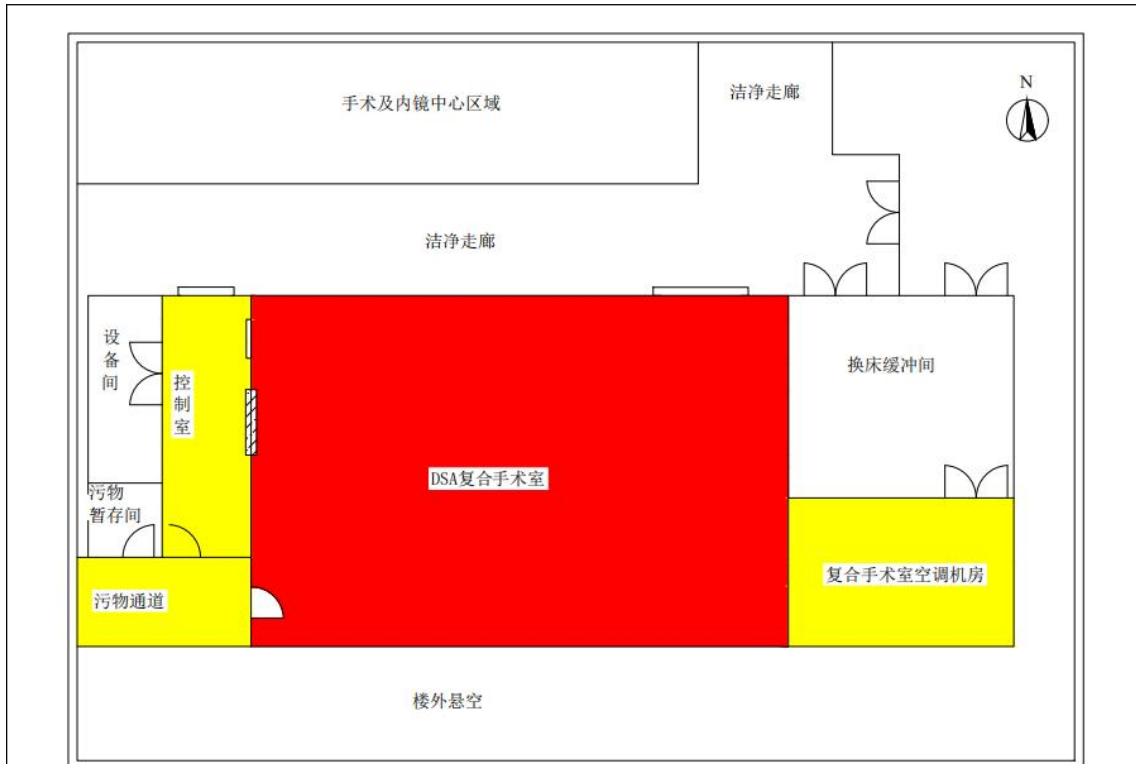 手术及内镜中心区域
洁净走廊
N
洁净走廊
设
备
间
控
制
室
换床缓冲间
DSA复合手术室
污物
暂存间
复合手术室空调机房
污物通道
楼外悬空